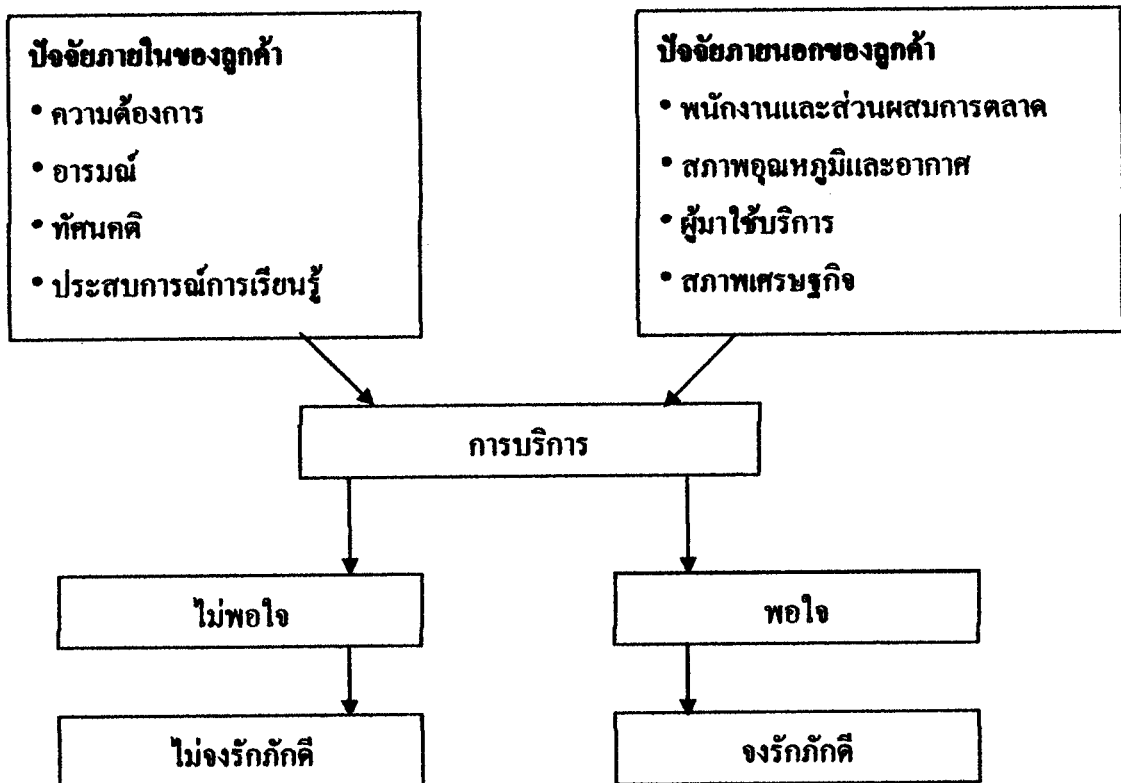 ปัจจัยภายในของลูกค้า
• ความต้องการ
• อารมณ์
• ทัศนคติ
• ประสบการณ์การเรียนรู้
ปัจจัยภายนอกของลูกค้า
• พนักงานและส่วนผสมการตลาด
• สภาพอุณหภูมิและอากาศ
• ผู้มาใช้บริการ
• สภาพเศรษฐกิจ
การบริการ
ไม่พอใจ
พอใจ
ไม่จงรักภักดี
จงรักภักดี